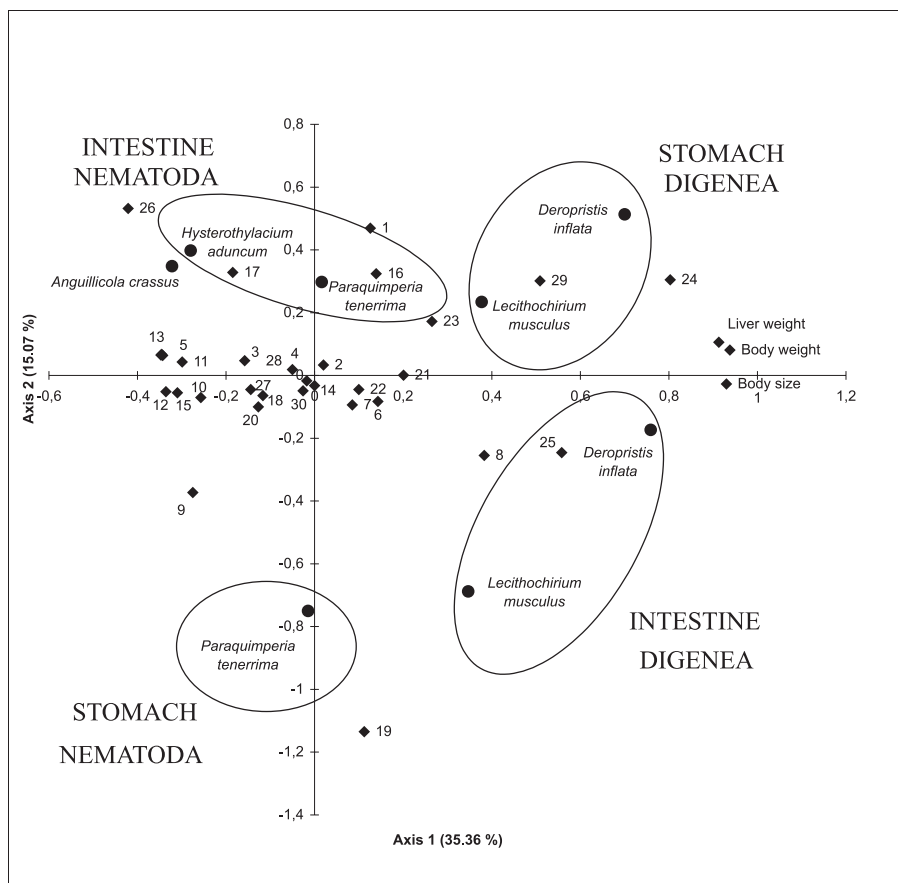 0,8
INTESTINE
NEMATODA
STOMACH
DIGENEA
26
0,6
Deropristis
inflata
1
Hysterothylacium
aduncum
0,4
Anguillicola crassus
17
16
29
24
Paraquimperia
tenerrima
Lecithochirium
musculus
0,2
23
13
5
11
3
28
4
2
21
Liver weight
Body weight
Body size
0
-0,6
-0,4
-0,2
0,2
0,4
0,6
0,8
1
1,2
12
15
10
27
18
20
30
14
22
7
6
-0,2
8
25
Deropristis
inflata
-0,4
9
-0,6
Lecithochirium
musculus
-0,8
Paraquimperia
tenerrima
INTESTINE
DIGENEA
-1
STOMACH
NEMATODA
19
-1,2
-1,4
Axis 2 (15.07 %)
Axis 1 (35.36 %)